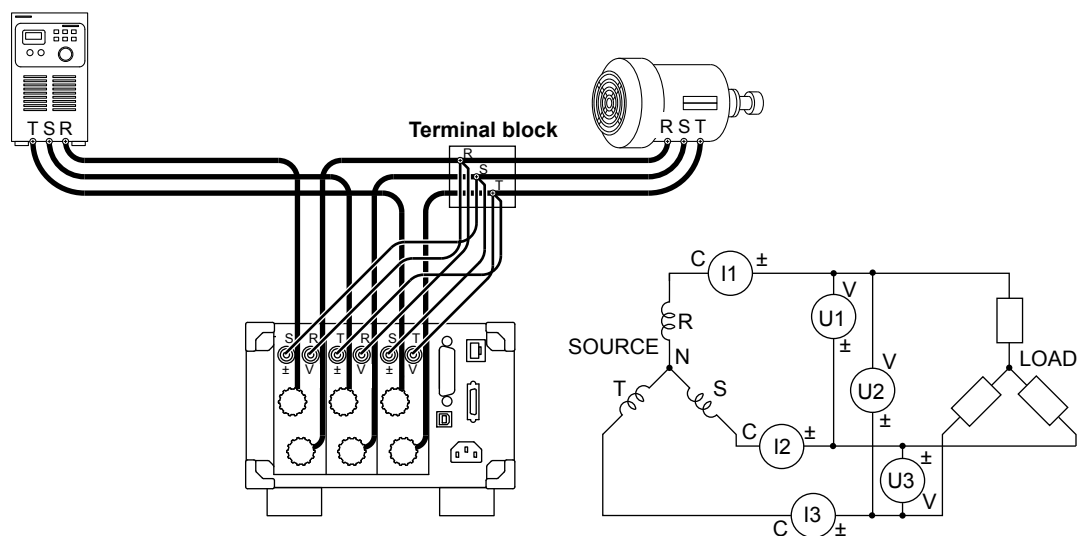 T S R
Terminal block
R
S
T
R S T
S R T R S T
± V ± V ± V
C I1 ±
V
U1
±
R
SOURCE
N
LOAD
T
S
V
U2
±
C I2 ±
±
U3
V
C I3 ±